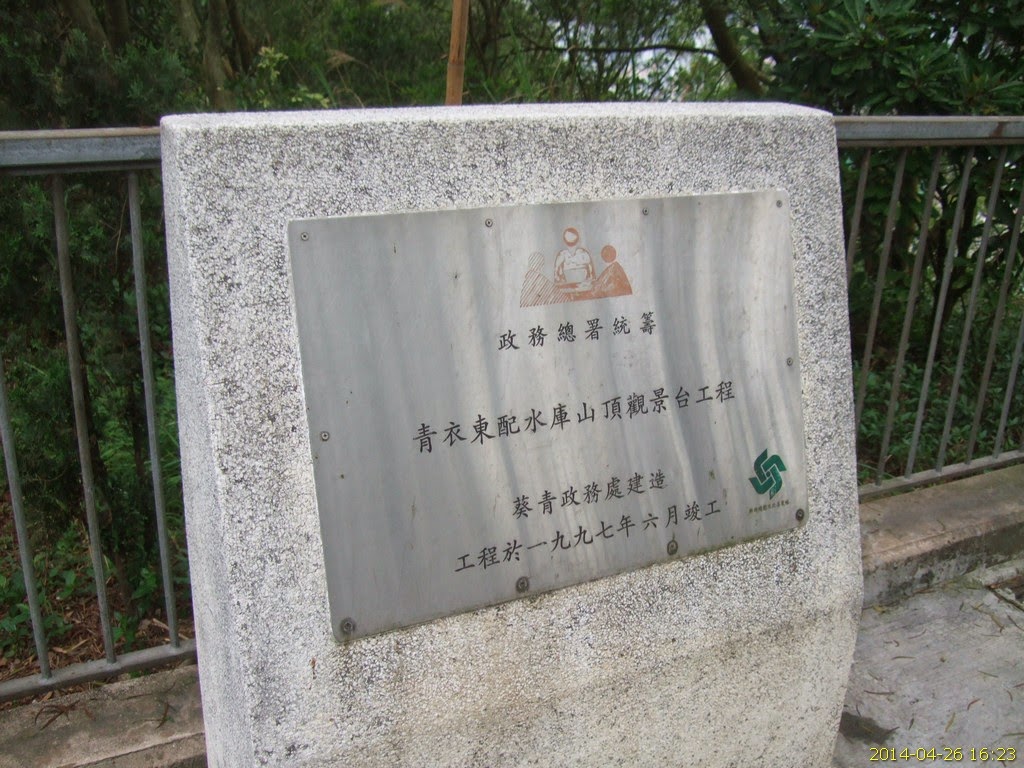 政務總署統籌
青衣東配水庫山頂觀景台工程
葵青政務處建造
工程於一九九七年六月竣工
2014-04-26 16:23